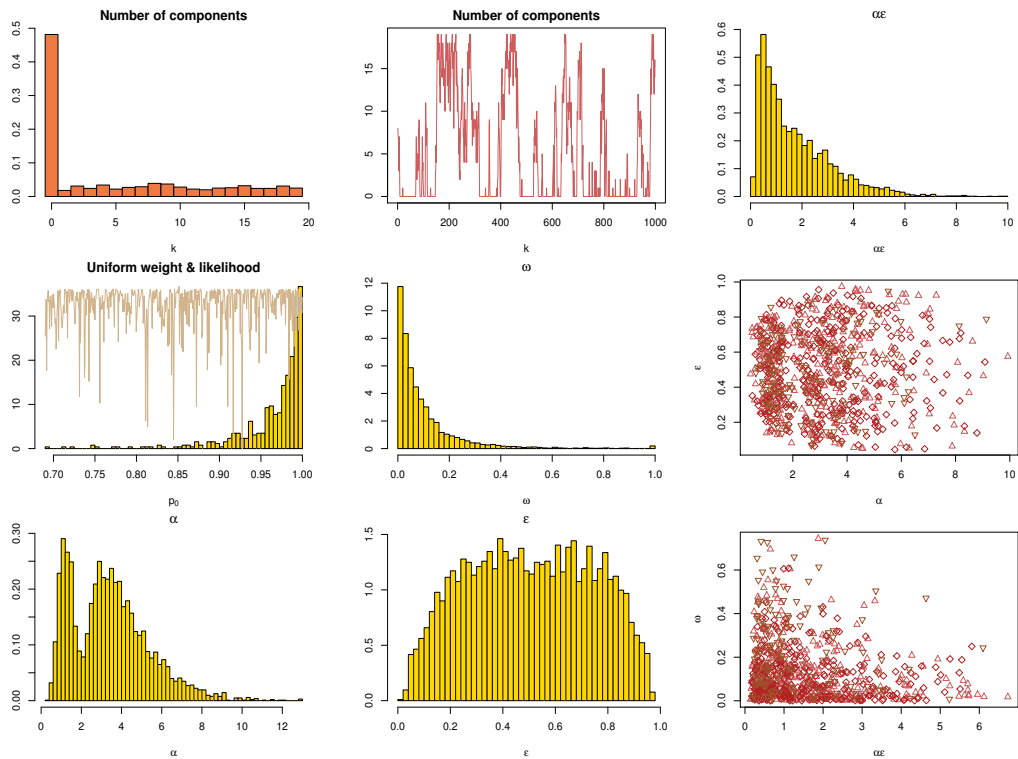 Number of components
0.0 0.1 0.2 0.3 0.4 0.5
0 5 10 15 20
k
Number of components
0 5 10 15
0 200 400 600 800 1000
k
αε
0.0 0.1 0.2 0.3 0.4 0.5 0.6
0 2 4 6 8 10
αε
Uniform weight & likelihood
0 10 20 30
0.70 0.75 0.80 0.85 0.90 0.95 1.00
p0
ω
0 2 4 6 8 10 12
0.0 0.2 0.4 0.6 0.8 1.0
ω
ε
0.2 0.4 0.6 0.8 1.0
2 4 6 8 10
α
α
0.00 0.10 0.20 0.30
0 2 4 6 8 10 12
α
ε
0.0 0.5 1.0 1.5
0.0 0.2 0.4 0.6 0.8 1.0
ε
ω
0.0 0.2 0.4 0.6
0 1 2 3 4 5 6
αε